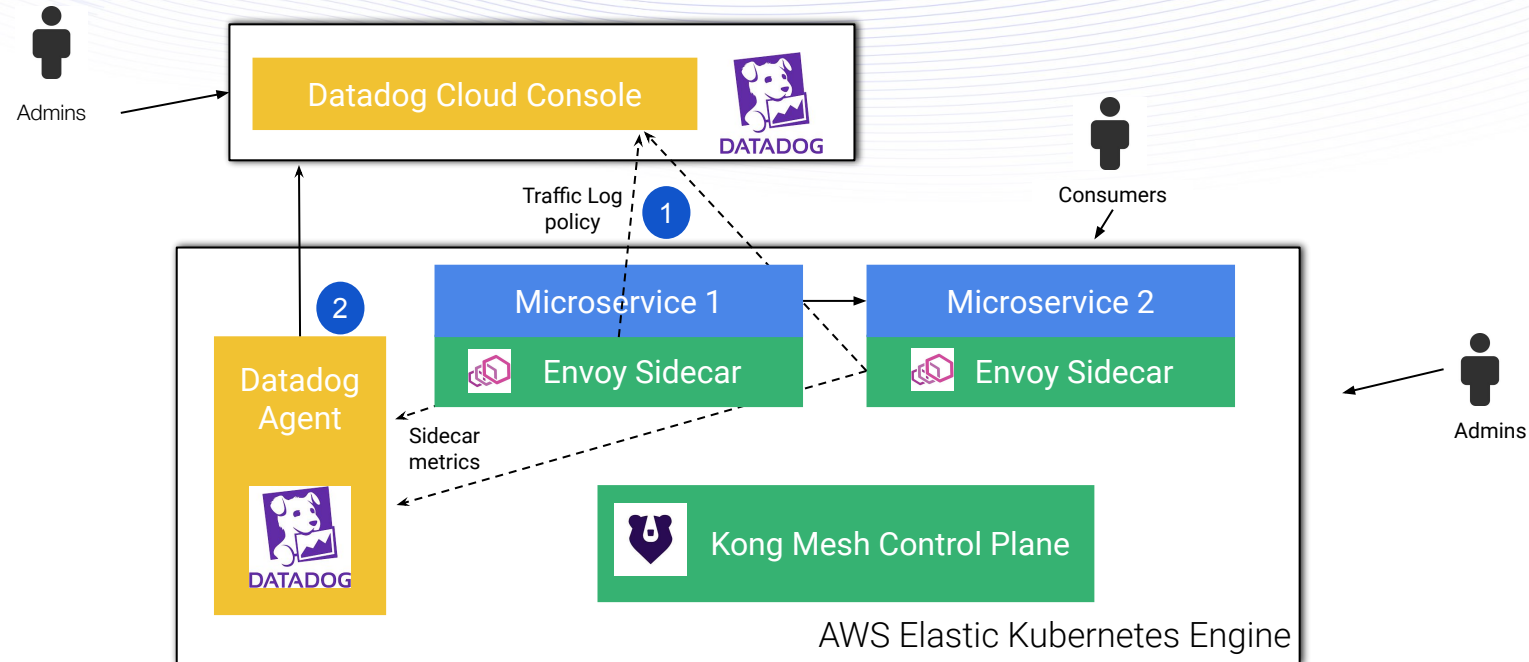 Admins
Datadog Cloud Console
DATADOG
Consumers
Traffic Log
policy
1
2
Microservice 1
Microservice 2
Envoy Sidecar
Envoy Sidecar
Datadog
Agent
Sidecar
metrics
Admins
DATADOG
Kong Mesh Control Plane
AWS Elastic Kubernetes Engine